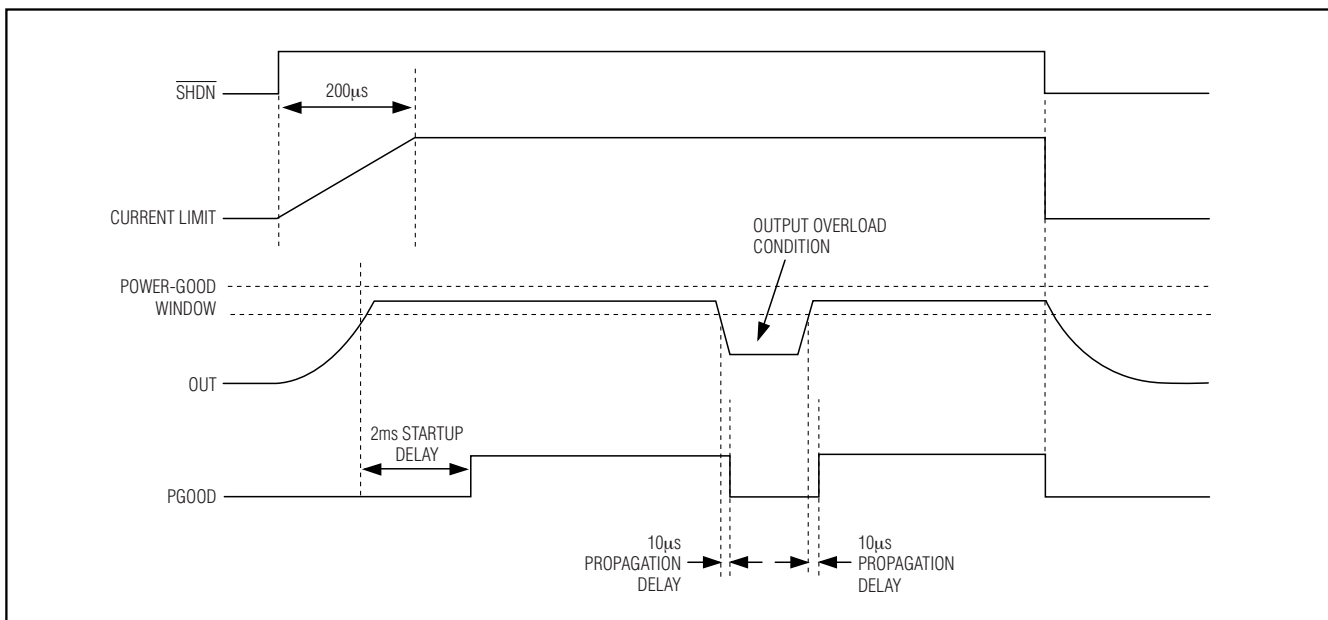 SHDN
200µs
CURRENT LIMIT
OUTPUT OVERLOAD
CONDITION
POWER-GOOD
WINDOW
OUT
2ms STARTUP
DELAY
PGOOD
10µs
PROPAGATION
DELAY
10µs
PROPAGATION
DELAY